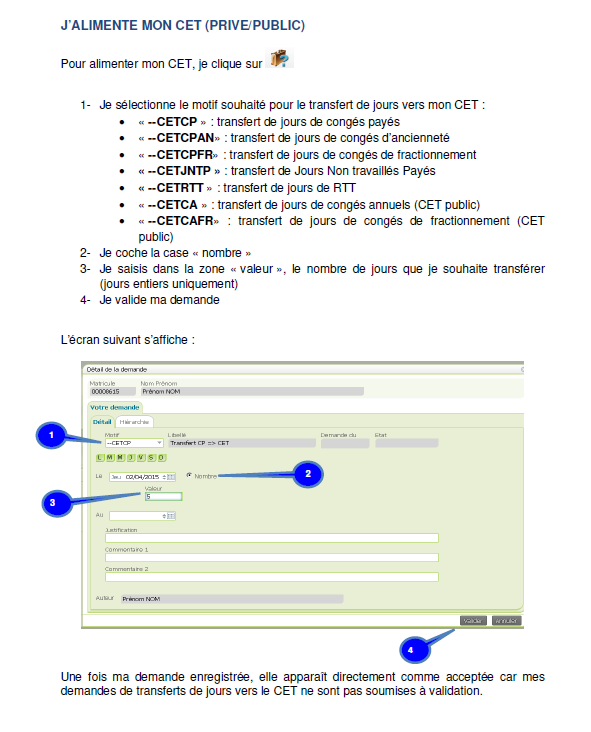 J'ALIMENTE MON CET (PRIVE/PUBLIC)
Pour alimenter mon CET, je clique sur
1- Je sélectionne le motif souhaité pour le transfert de jours vers mon CET :
• « --CETCP » : transfert de jours de congés payés
• « --CETCPAN» : transfert de jours de congés d'ancienneté
• « --CETCPFR» : transfert de jours de congés de fractionnement
• « --CETJNTP » : transfert de Jours Non travaillés Payés
• « --CETRTT » : transfert de jours de RTT
• « --CETCA » : transfert de jours de congés annuels (CET public)
• « --CETCAFR» : transfert de jours de congés de fractionnement (CET
public)
2- Je coche la case « nombre »
3- Je saisis dans la zone « valeur », le nombre de jours que je souhaite transférer
(jours entiers uniquement)
4- Je valide ma demande
L'écran suivant s'affiche :
Détail de la demande
Matricule Nom Prénom
00008615 Prénom NOM
Votre demande
Détail Hiérarchie
Motif Libellé Demande du Etat
1 --CETCP Transfert CP => CET
L M M J V S D
Le Jeu 02/04/2015 Nombre 2
Valeur
3 5
Au
Justification
Commentaire 1
Commentaire 2
Auteur Prénom NOM
Valider Annuler
4
Une fois ma demande enregistrée, elle apparaît directement comme acceptée car mes
demandes de transferts de jours vers le CET ne sont pas soumises à validation.